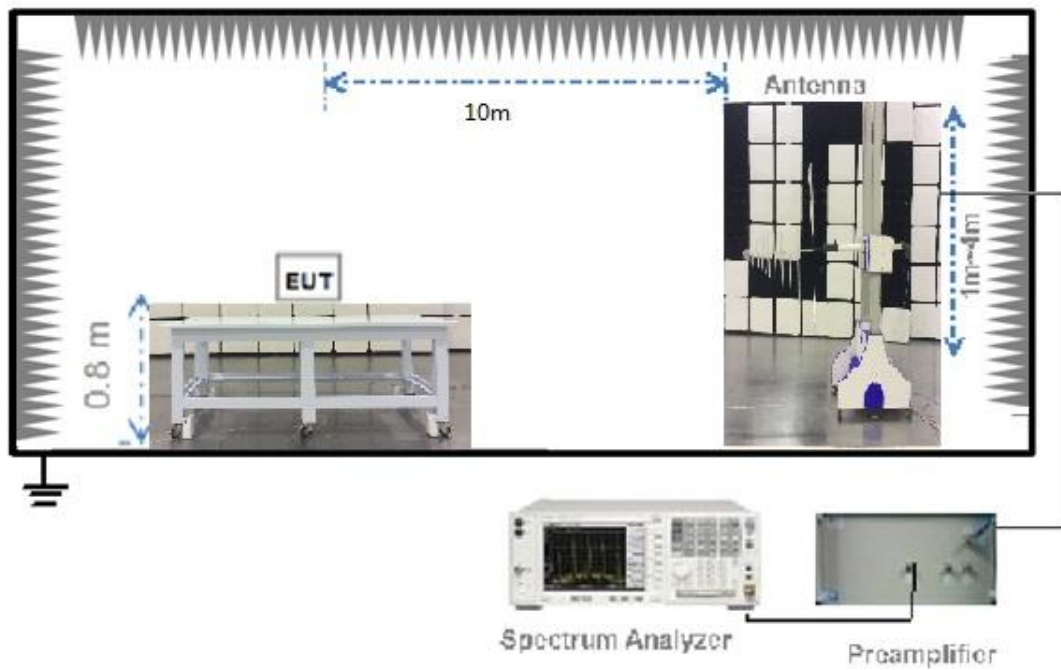 Antenna
10m
1m~4m
EUT
0.8 m
Spectrum Analyzer
Preamplifier